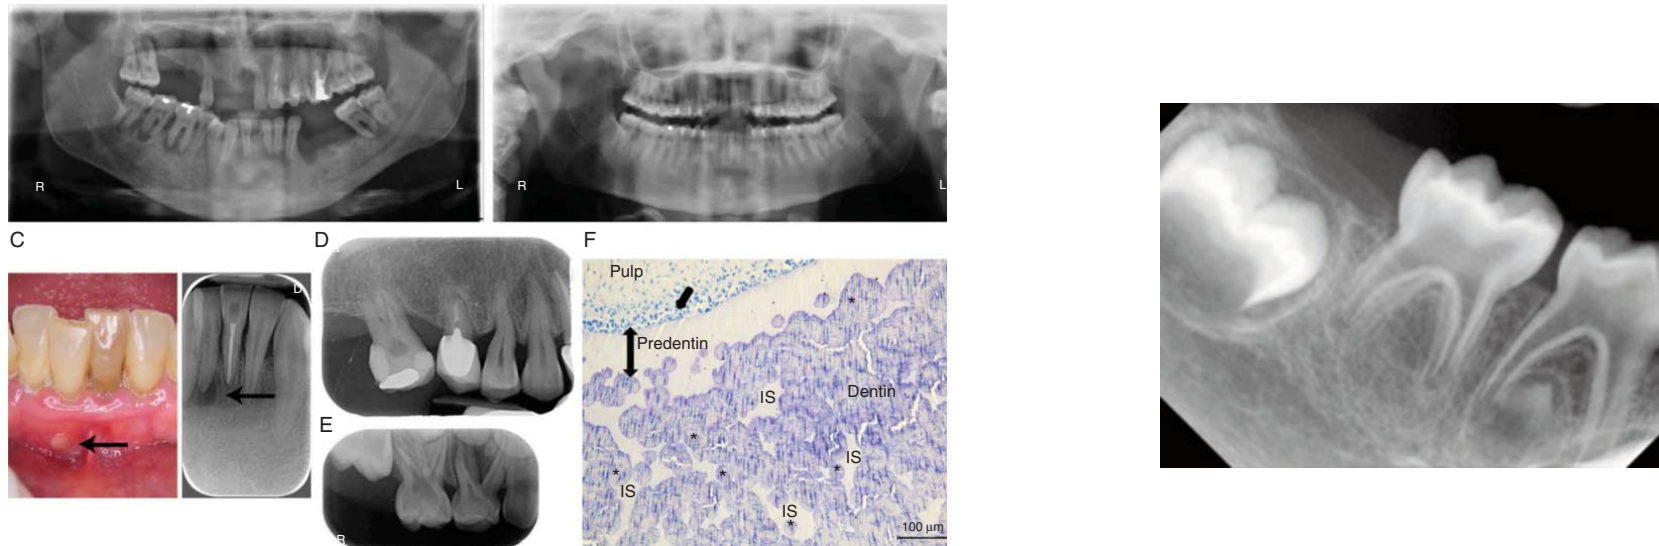 R
L
R
L
C
D
F
D
Pulp
Predentin
*
IS
Dentin
*
IS
*
*
*
IS
IS
*
100 µm
E
R